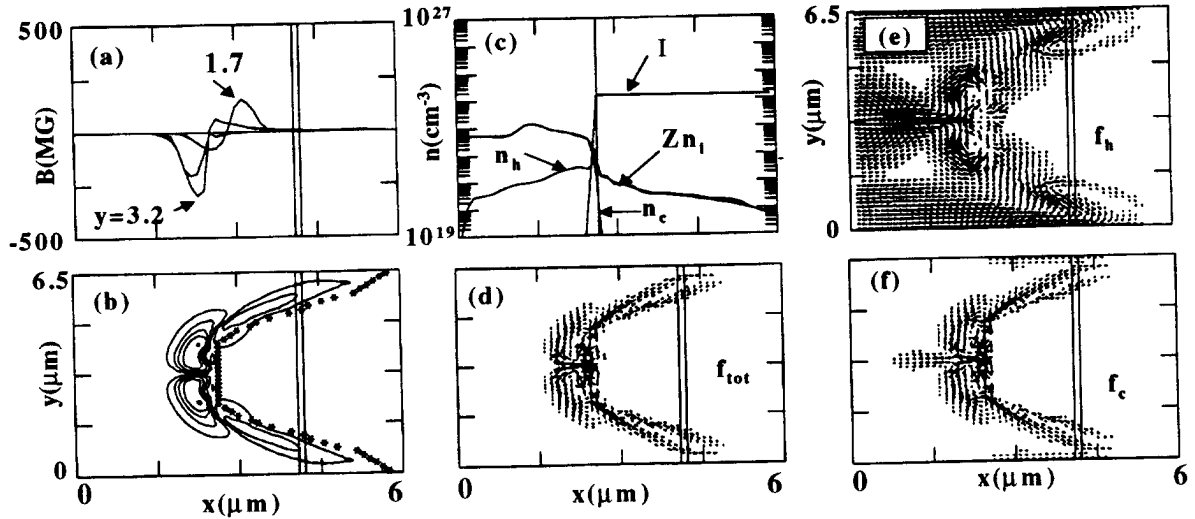 500
(a)
1.7
B(MG)
y=3.2
-500
10^27
(c)
I
n(cm^-3)
n_h
Zn_i
n_c
10^19
6.5
(e)
y(μm)
f_h
0
6.5
(b)
y(μm)
0
0
x(μm)
6
(d)
f_tot
0
x(μm)
6
(f)
f_c
0
x(μm)
6